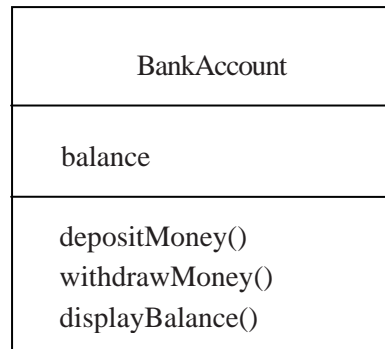 BankAccount
balance
depositMoney()
withdrawMoney()
displayBalance()